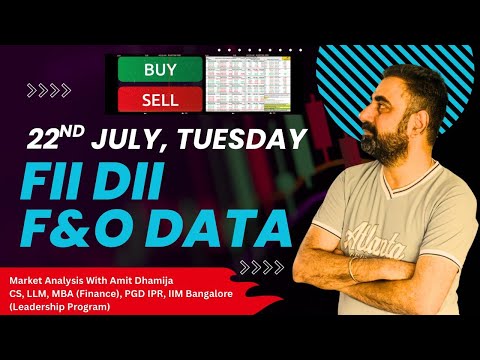 BUY
SELL
22ND JULY, TUESDAY
FII DII
F&O DATA
Atlanta
Market Analysis With Amit Dhamija
CS, LLM, MBA (Finance), PGD IPR, IIM Bangalore
(Leadership Program)